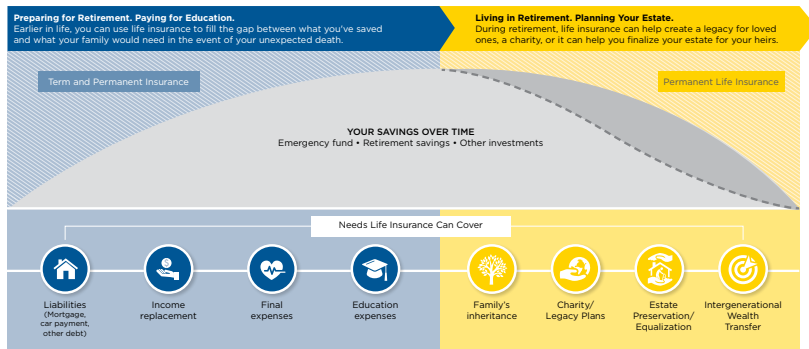 Preparing for Retirement. Paying for Education.
Earlier in life, you can use life insurance to fill the gap between what you've saved
and what your family would need in the event of your unexpected death.
Living in Retirement. Planning Your Estate.
During retirement, life insurance can help create a legacy for loved
ones, a charity, or it can help you finalize your estate for your heirs.
Term and Permanent Insurance
Permanent Life Insurance
YOUR SAVINGS OVER TIME
Emergency fund • Retirement savings • Other investments
Needs Life Insurance Can Cover
Liabilities
(Mortgage,
car payment,
other debt)
$
Income
replacement
Final
expenses
Education
expenses
Family's
inheritance
Charity/
Legacy Plans
Estate
Preservation/
Equalization
Intergenerational
Wealth
Transfer